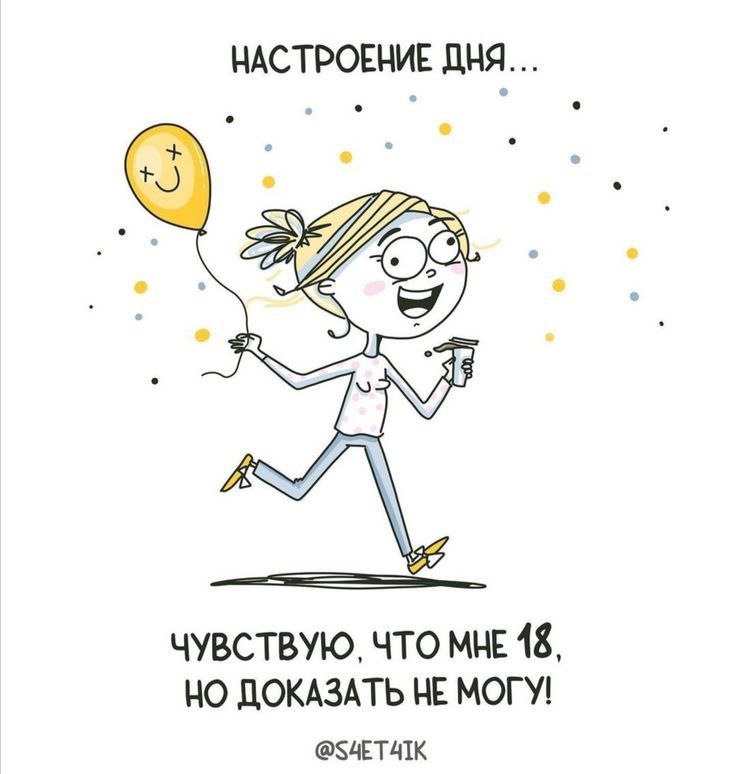 НАСТРОЕНИЕ ДНЯ...
ЧУВСТВУЮ, ЧТО МНЕ 18,
НО ДОКАЗАТЬ НЕ МОГУ!
@S4ET4IK